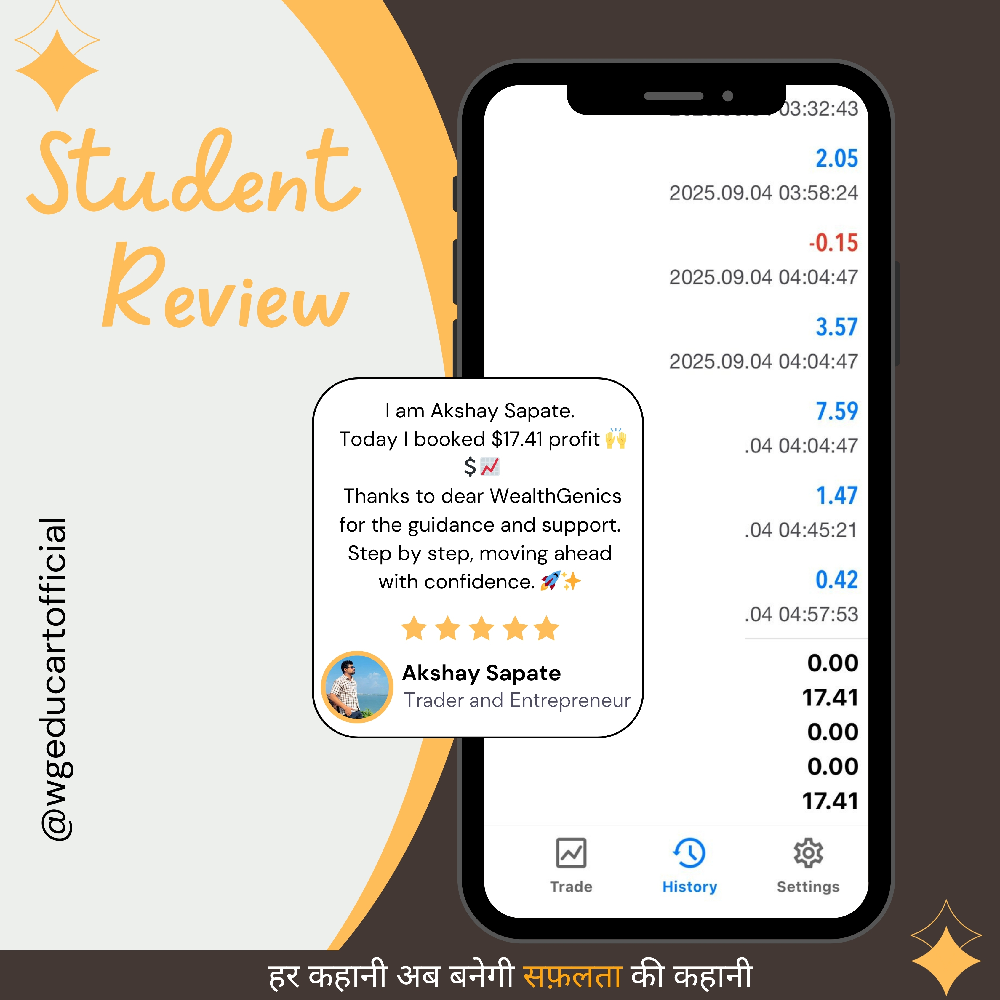 Student
Review
@wgeducartofficial
03:32:43
2.05
2025.09.04 03:58:24
-0.15
2025.09.04 04:04:47
3.57
2025.09.04 04:04:47
7.59
.04 04:04:47
1.47
.04 04:45:21
0.42
.04 04:57:53
0.00
17.41
0.00
0.00
17.41
Trade
History
Settings
I am Akshay Sapate.
Today I booked $17.41 profit 🙌
💲📈
Thanks to dear WealthGenics
for the guidance and support.
Step by step, moving ahead
with confidence. 🚀✨
Akshay Sapate
Trader and Entrepreneur
हर कहानी अब बनेगी सफ़लता की कहानी